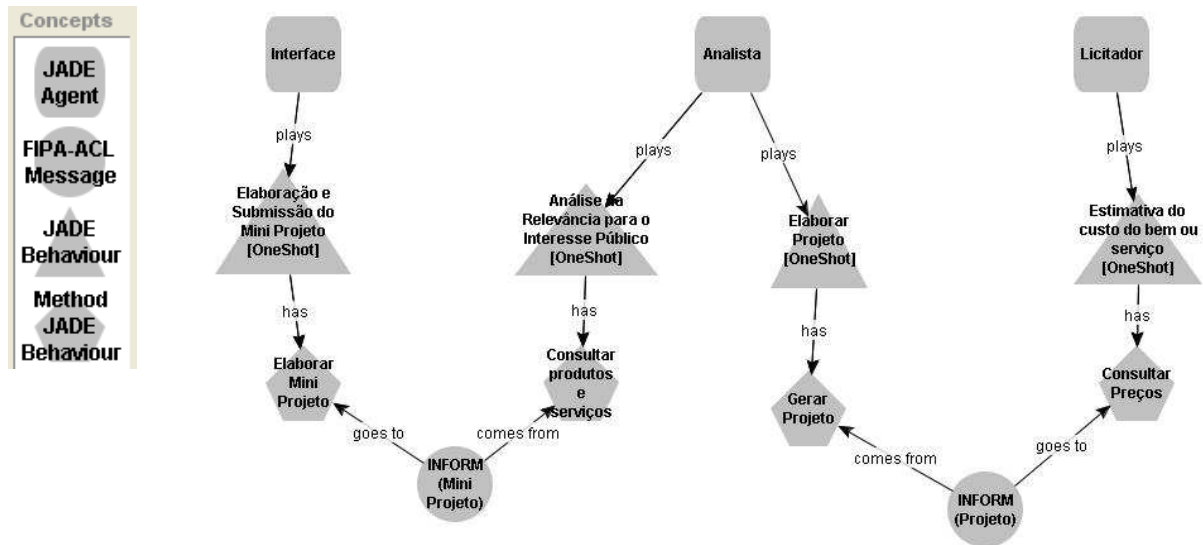 Concepts
JADE
Agent
FIPA-ACL
Message
JADE
Behaviour
Method
JADE
Behaviour
Interface
Analista
Licitador
plays
plays
plays
plays
Elaboração e
Submissão do
Mini Projeto
[OneShot]
Análise da
Relevância para o
Interesse Público
[OneShot]
Elaborar
Projeto
[OneShot]
Estimativa do
custo do bem ou
serviço
[OneShot]
has
has
has
has
Elaborar
Mini
Projeto
Consultar
produtos
e
serviços
Gerar
Projeto
Consultar
Preços
goes to
comes from
comes from
goes to
INFORM
(Mini
Projeto)
INFORM
(Projeto)